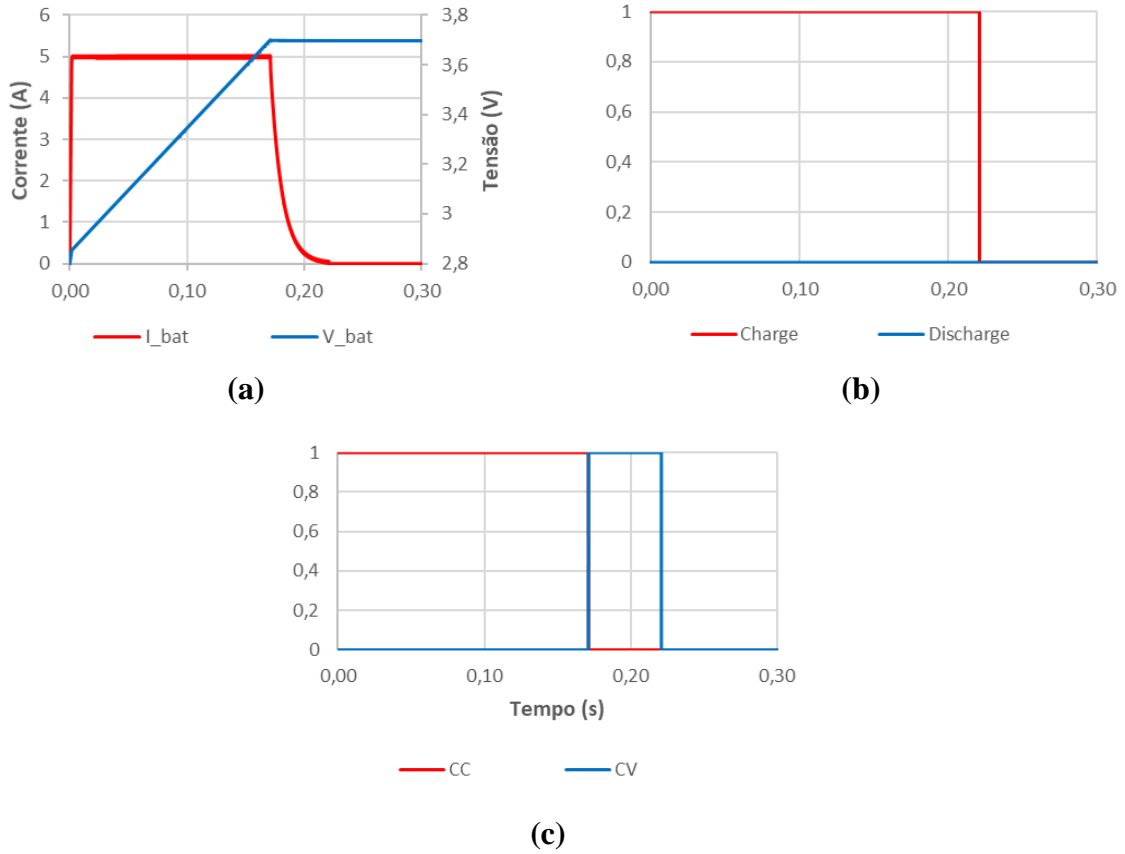 6
5
4
3
2
1
0
Corrente (A)
3,8
3,6
3,4
3,2
3
2,8
Tensão (V)
0,00 0,10 0,20 0,30
I_bat V_bat
(a)
1
0,8
0,6
0,4
0,2
0
0,00 0,10 0,20 0,30
Charge Discharge
(b)
1
0,8
0,6
0,4
0,2
0
0,00 0,10 0,20 0,30
Tempo (s)
CC CV
(c)